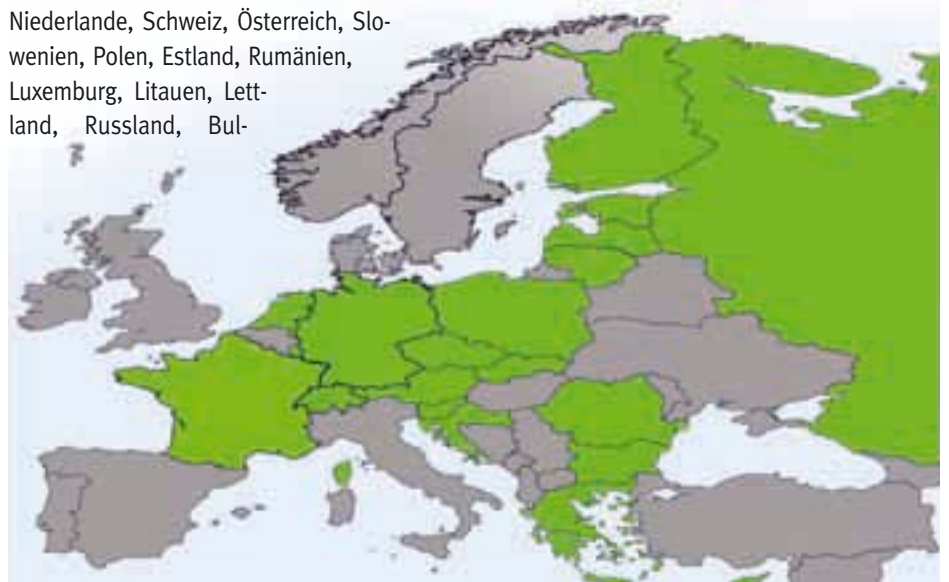 Niederlande, Schweiz, Österreich, Slo-
wenien, Polen, Estland, Rumänien,
Luxemburg, Litauen, Lett-
land, Russland, Bul-